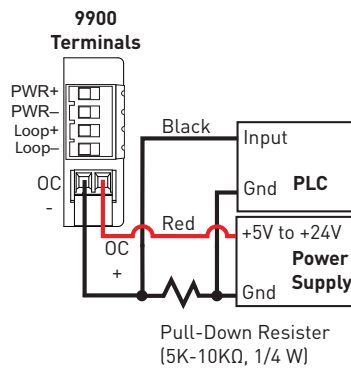 9900
Terminals
PWR+
PWR–
Loop+
Loop–
OC
-
OC
+
Black
Red
Input
Gnd
PLC
+5V to +24V
Power
Supply
Gnd
Pull-Down Resister
(5K-10KΩ, 1/4 W)